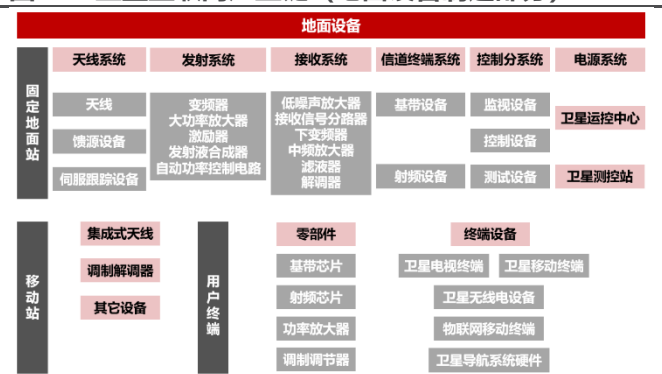 地面设备
固定地面站
天线系统
天线
馈源设备
伺服跟踪设备
发射系统
变频器
大功率放大器
激励器
发射液合成器
自动功率控制电路
接收系统
低噪声放大器
接收信号分路器
下变频器
中频放大器
滤液器
解调器
信道终端系统
基带设备
射频设备
控制分系统
监视设备
控制设备
测试设备
电源系统
卫星运控中心
卫星测控站
移动站
集成式天线
调制解调器
其它设备
用户终端
零部件
基带芯片
射频芯片
功率放大器
调制调节器
终端设备
卫星电视终端 卫星移动终端
卫星无线电设备
物联网移动终端
卫星导航系统硬件